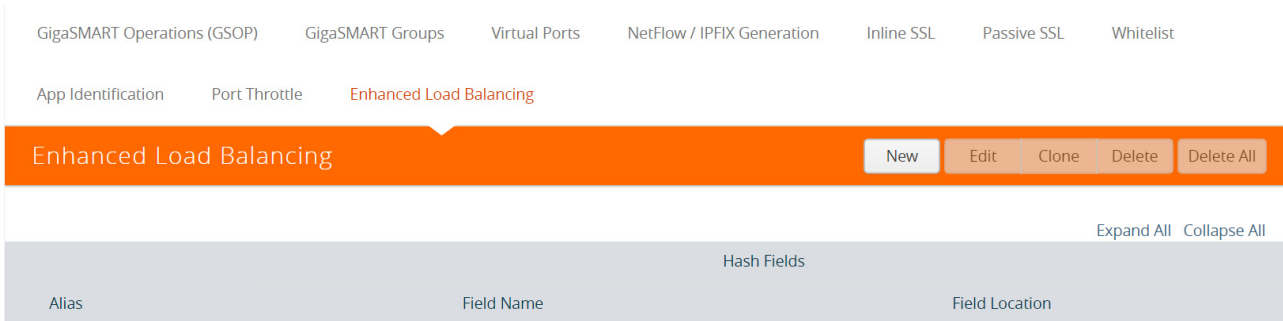 GigaSMART Operations (GSOP) GigaSMART Groups Virtual Ports NetFlow / IPFIX Generation Inline SSL Passive SSL Whitelist
App Identification Port Throttle Enhanced Load Balancing
Enhanced Load Balancing New Edit Clone Delete Delete All
Expand All Collapse All
Hash Fields
Alias Field Name Field Location